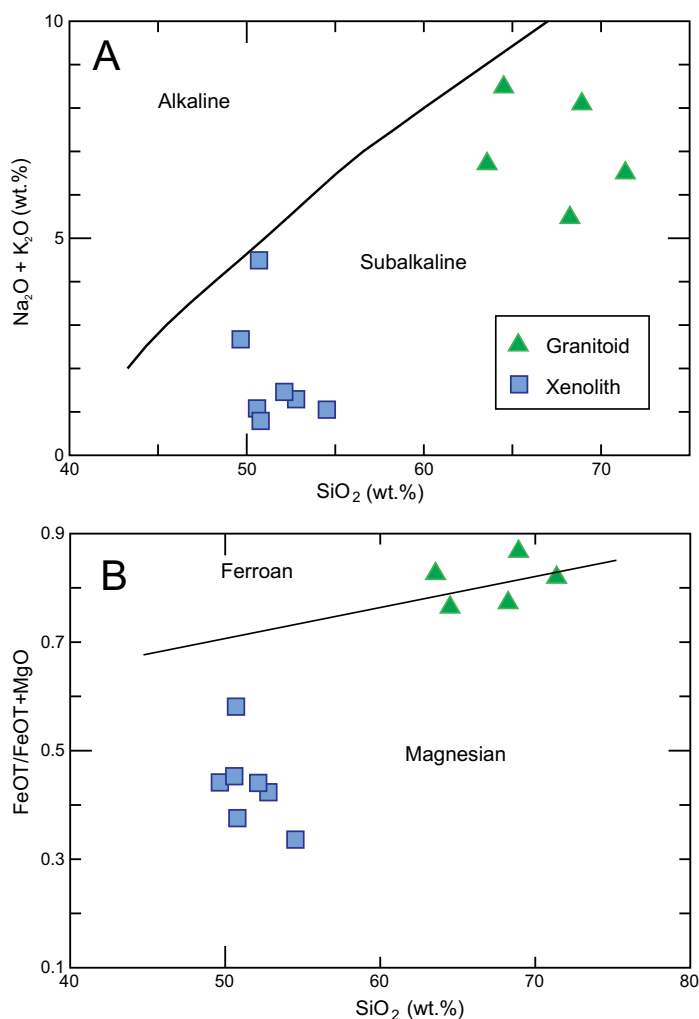 10
A
Alkaline
Na₂O + K₂O (wt.%)
5
Subalkaline
Granitoid
Xenolith
0
40 50 60 70
SiO₂ (wt.%)
0.9
B
Ferroan
0.7
FeOT/FeOT+MgO
0.5
Magnesian
0.3
0.1
40 50 60 70 80
SiO₂ (wt.%)